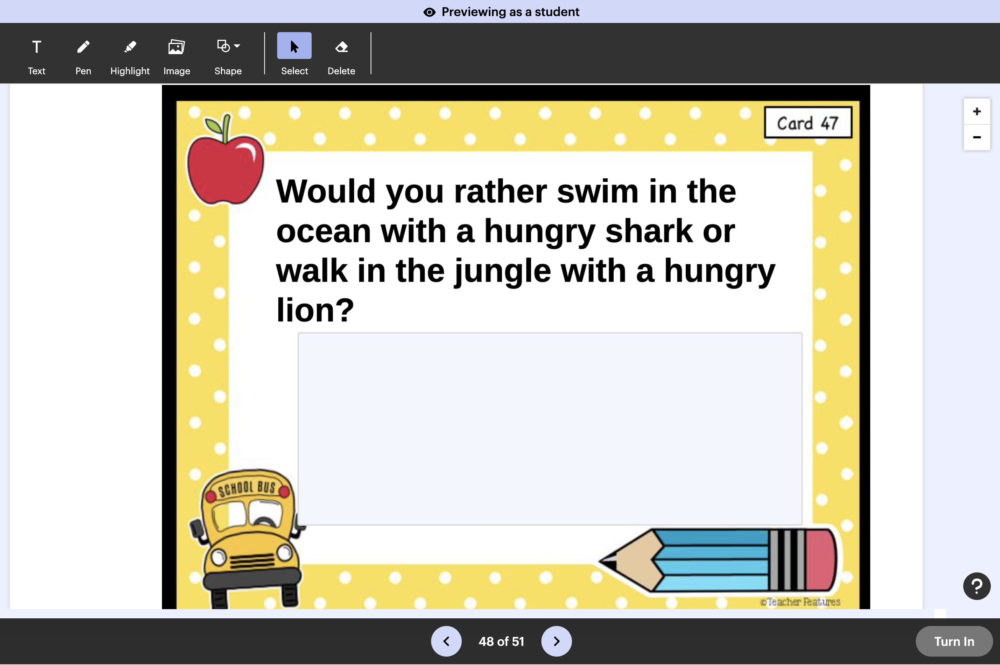 Previewing as a student
Text Pen Highlight Image Shape Select Delete
Card 47
Would you rather swim in the
ocean with a hungry shark or
walk in the jungle with a hungry
lion?
SCHOOL BUS
©Teacher Features
48 of 51
Turn In